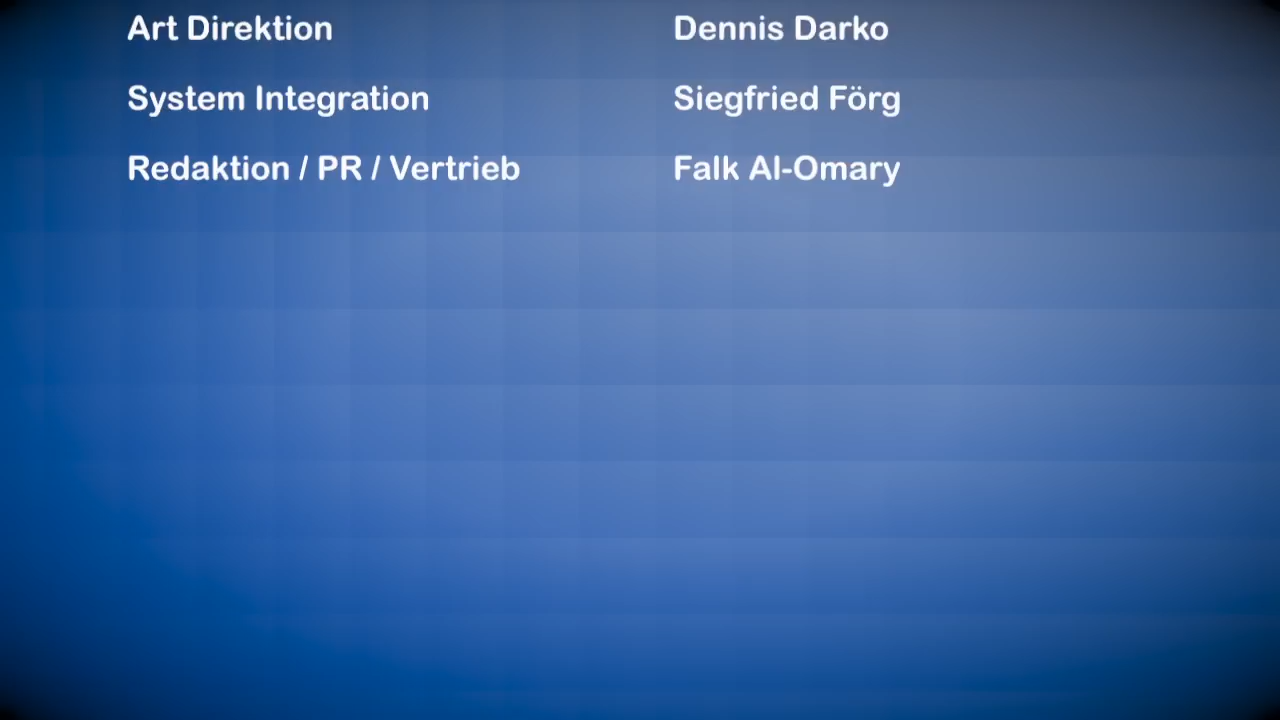 Art Direktion Dennis Darko
System Integration Siegfried Förg
Redaktion / PR / Vertrieb Falk Al-Omary